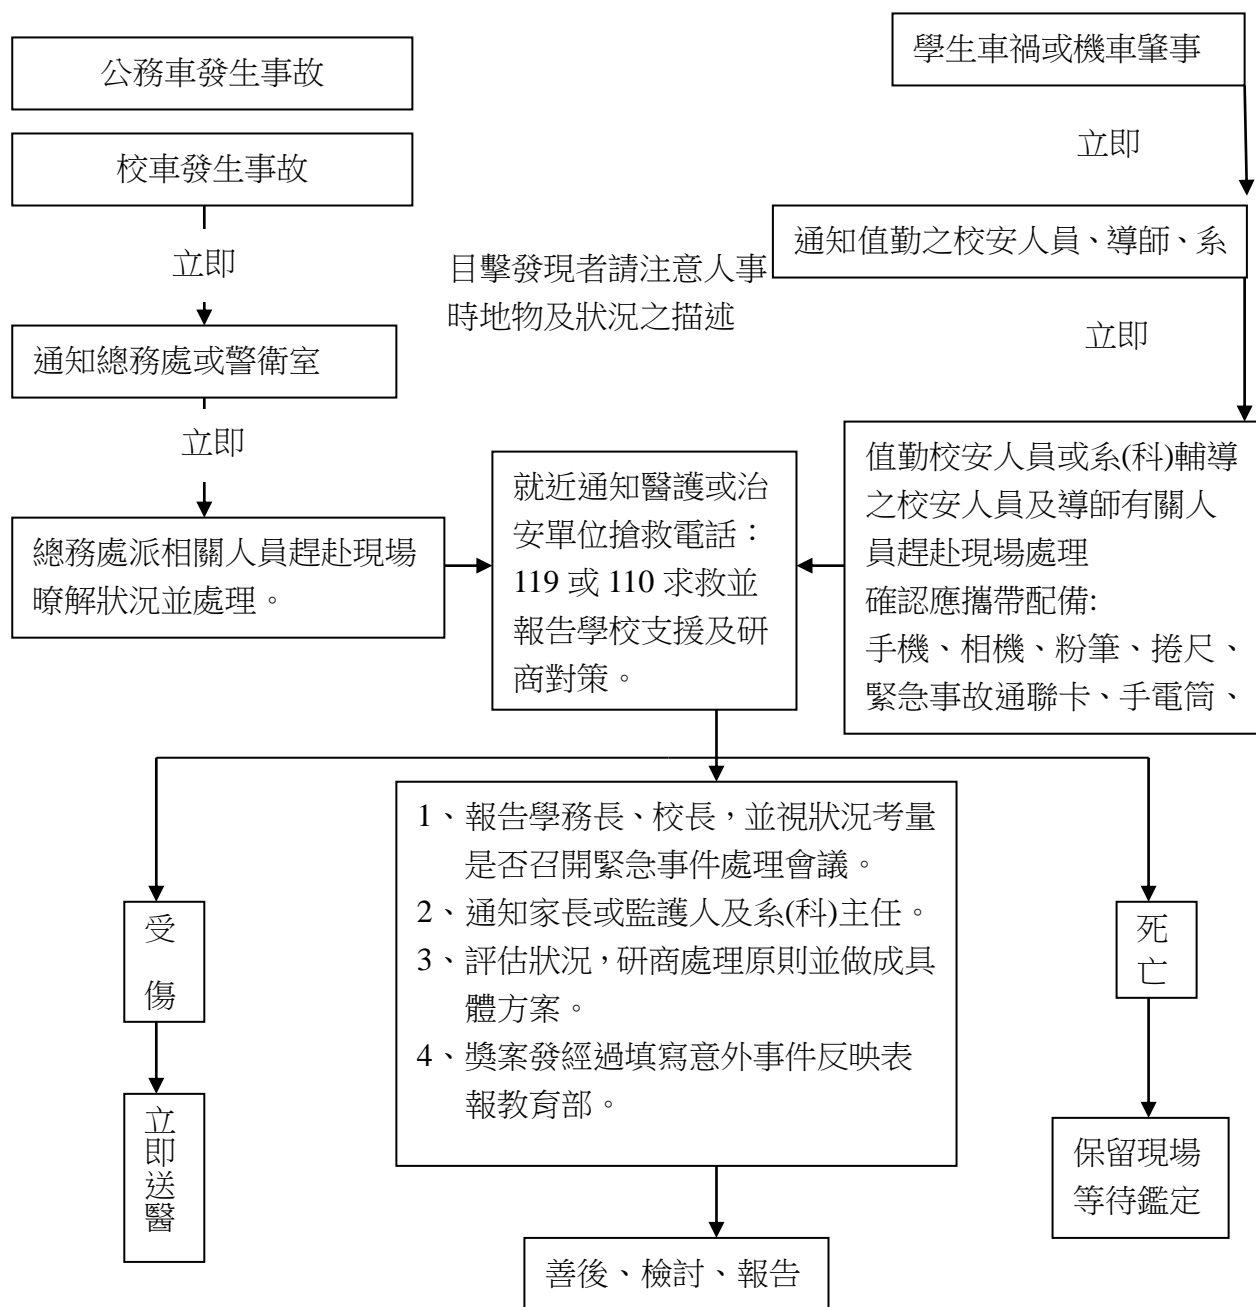 公務車發生事故
學生車禍或機車肇事
校車發生事故
立即
通知值勤之校安人員、導師、系
立即
目擊發現者請注意人事
時地物及狀況之描述
立即
通知總務處或警衛室
立即
值勤校安人員或系(科)輔導
之校安人員及導師有關人
員趕赴現場處理
確認應攜帶配備:
手機、相機、粉筆、捲尺、
緊急事故通聯卡、手電筒、
就近通知醫護或治
安單位搶救電話：
119 或 110 求救並
報告學校支援及研
商對策。
總務處派相關人員趕赴現場
瞭解狀況並處理。
1、報告學務長、校長，並視狀況考量
是否召開緊急事件處理會議。
2、通知家長或監護人及系(科)主任。
3、評估狀況，研商處理原則並做成具
體方案。
4、獎案發經過填寫意外事件反映表
報教育部。
受傷
死亡
立即送醫
保留現場
等待鑑定
善後、檢討、報告